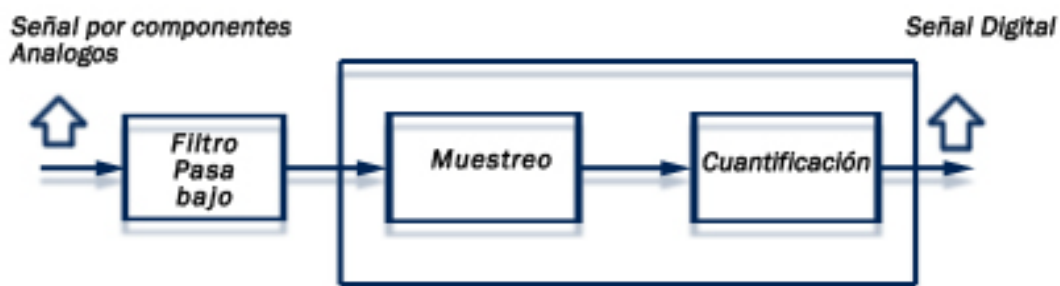 Señal por componentes
Analogos
Señal Digital
Filtro
Pasa
bajo
Muestreo
Cuantificación